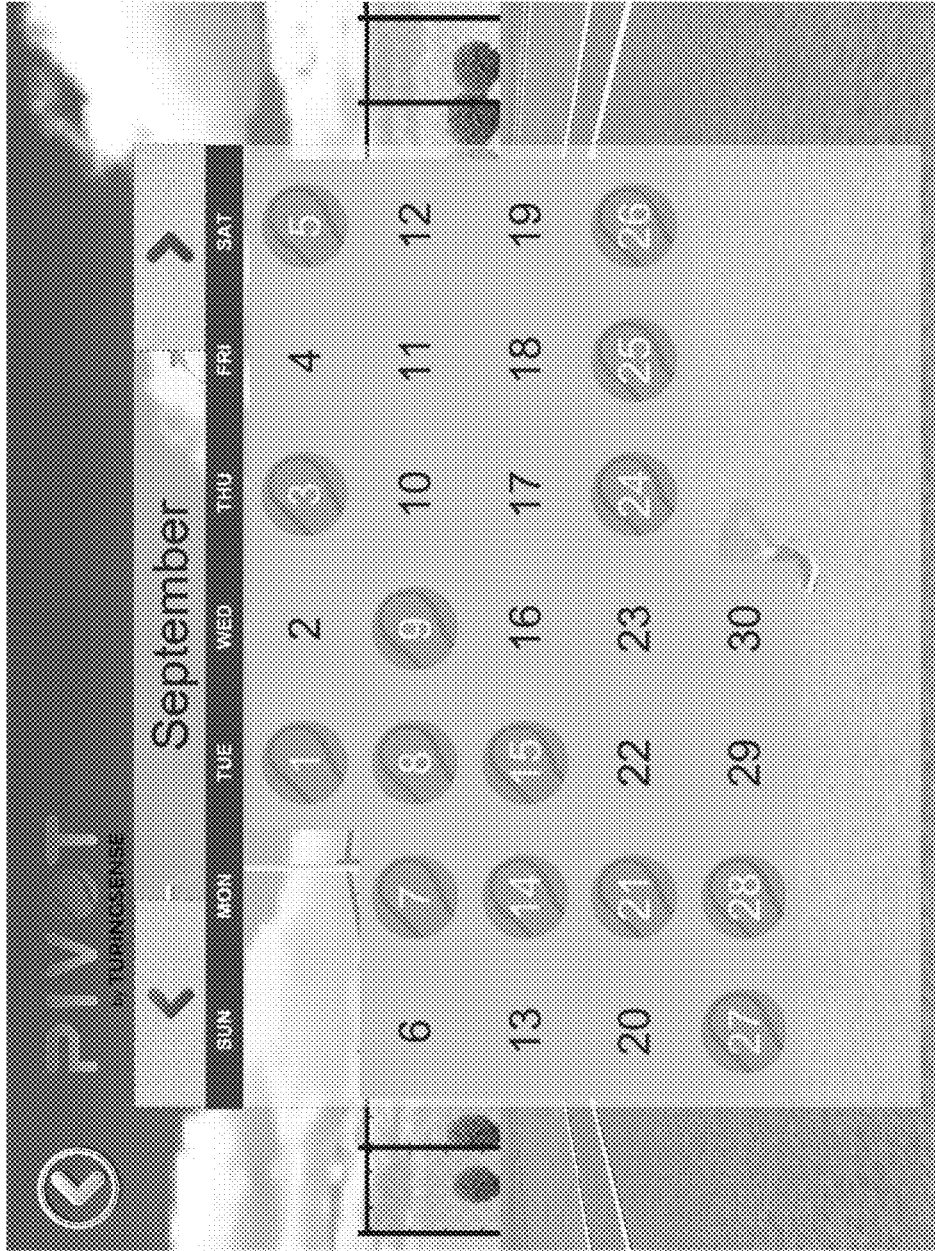 PIVOT
TURINGSENSE
September
SUN MON TUE WED THU FRI SAT
1 2 3 4 5
6 7 8 9 10 11 12
13 14 15 16 17 18 19
20 21 22 23 24 25 26
27 28 29 30